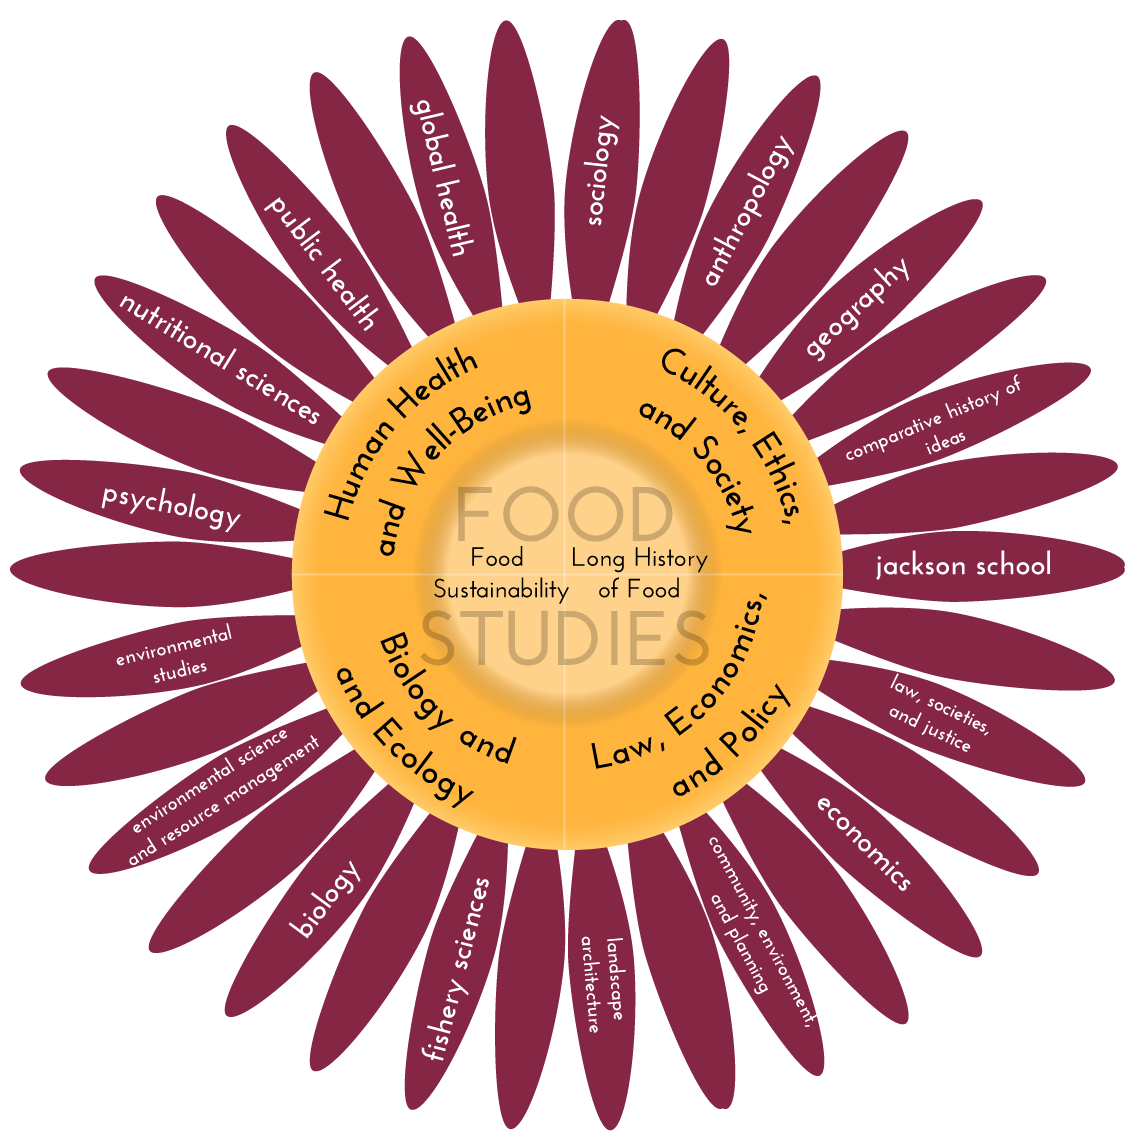 global health
sociology
public health
anthropology
nutritional sciences
geography
psychology
comparative history of
ideas
jackson school
Human Health
and Well-Being
Culture, Ethics,
and Society
FOOD
STUDIES
Food
Sustainability
Long History
of Food
Biology and
and Ecology
Law, Economics,
and Policy
environmental
studies
law, societies,
and justice
environmental science
and resource management
economics
biology
community, environment,
and planning
fishery sciences
landscape
architecture